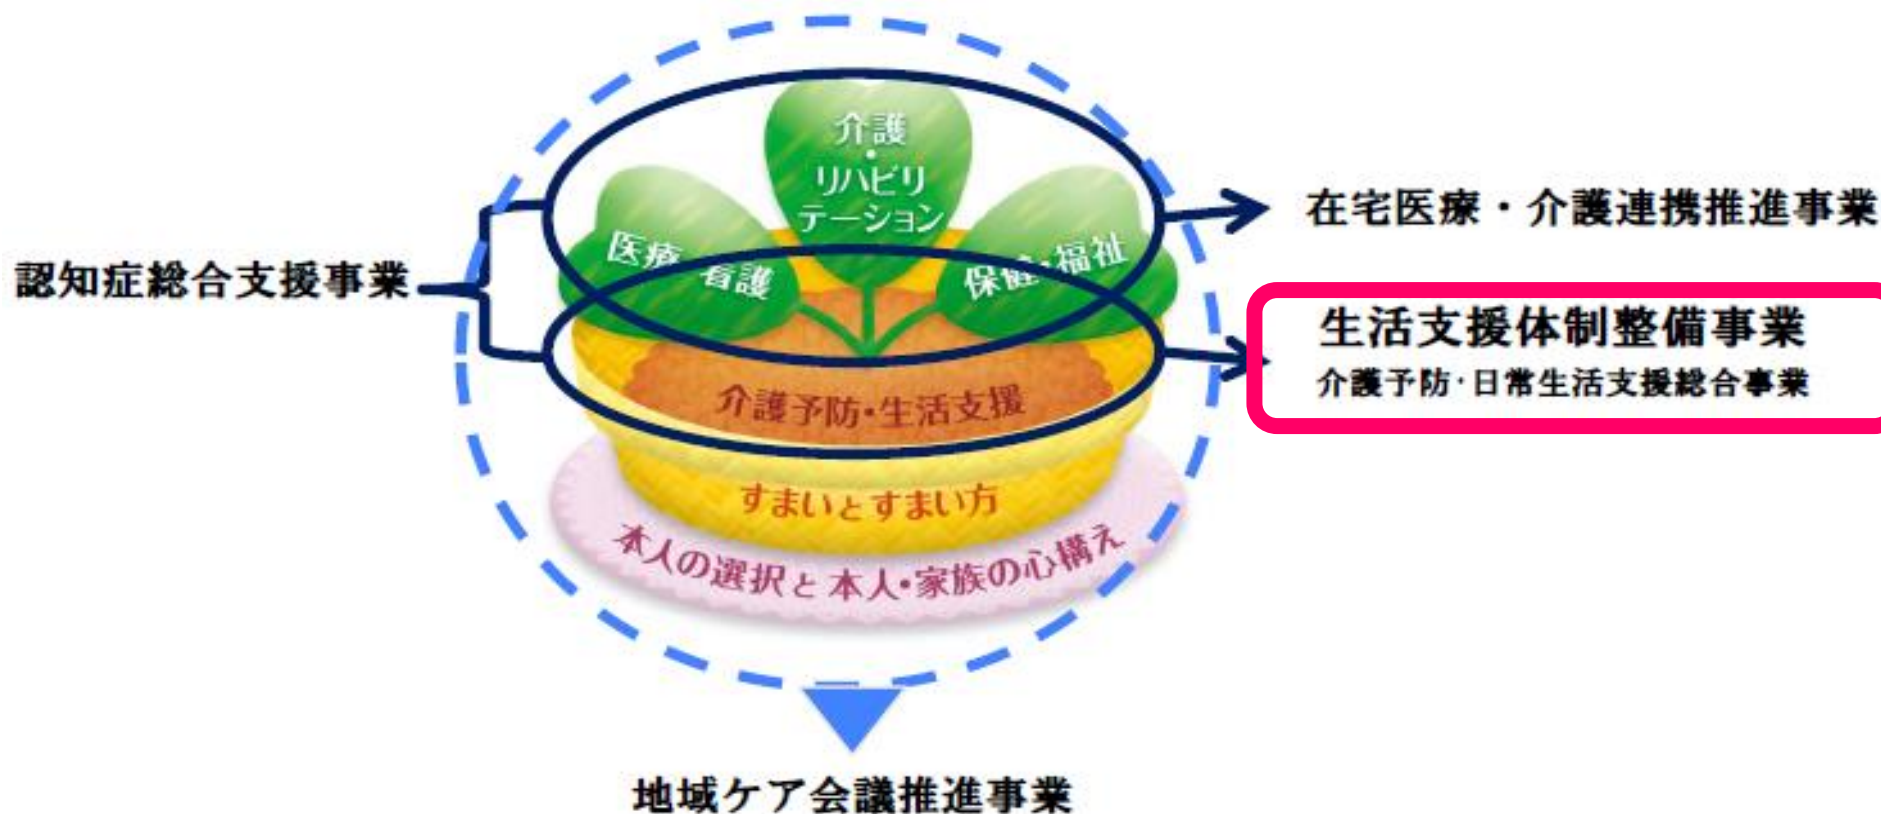 介護
・
リハビリ
テーション
医療・看護
保健・福祉
在宅医療・介護連携推進事業
認知症総合支援事業
生活支援体制整備事業
介護予防・日常生活支援総合事業
介護予防・生活支援
すまいとすまい方
本人の選択と本人・家族の心構え
地域ケア会議推進事業